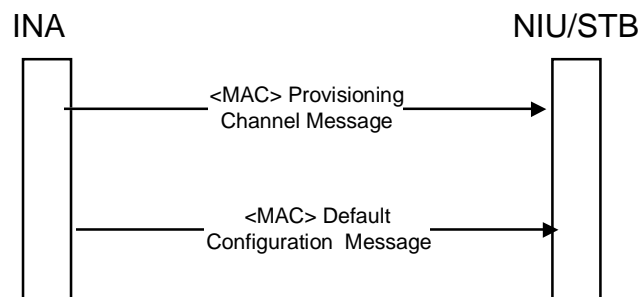 INA
NIU/STB
<MAC> Provisioning
Channel Message
<MAC> Default
Configuration Message